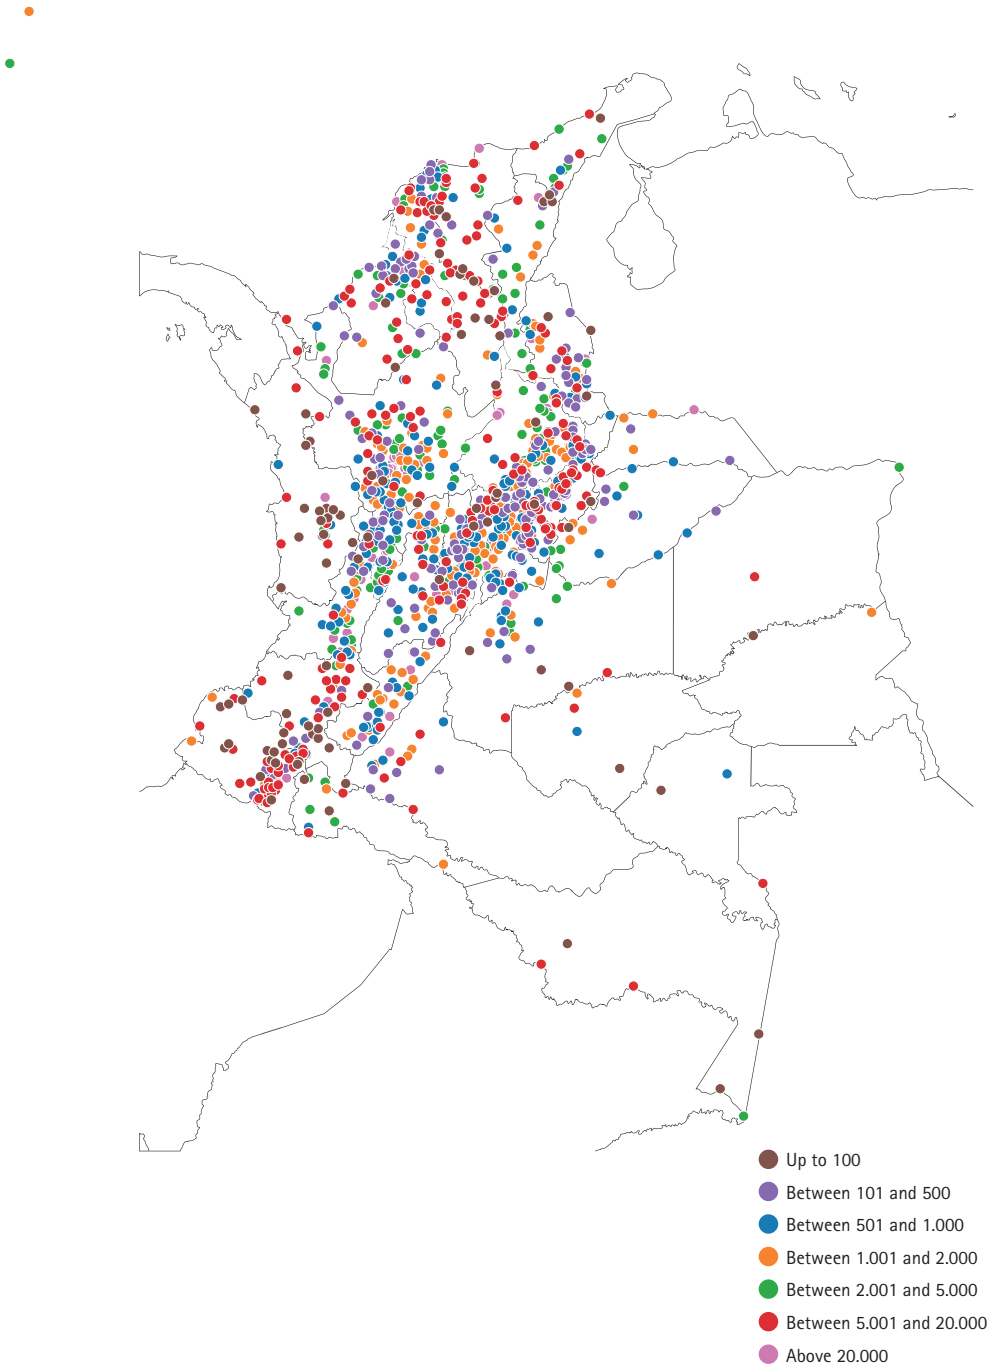 Up to 100
Between 101 and 500
Between 501 and 1.000
Between 1.001 and 2.000
Between 2.001 and 5.000
Between 5.001 and 20.000
Above 20.000